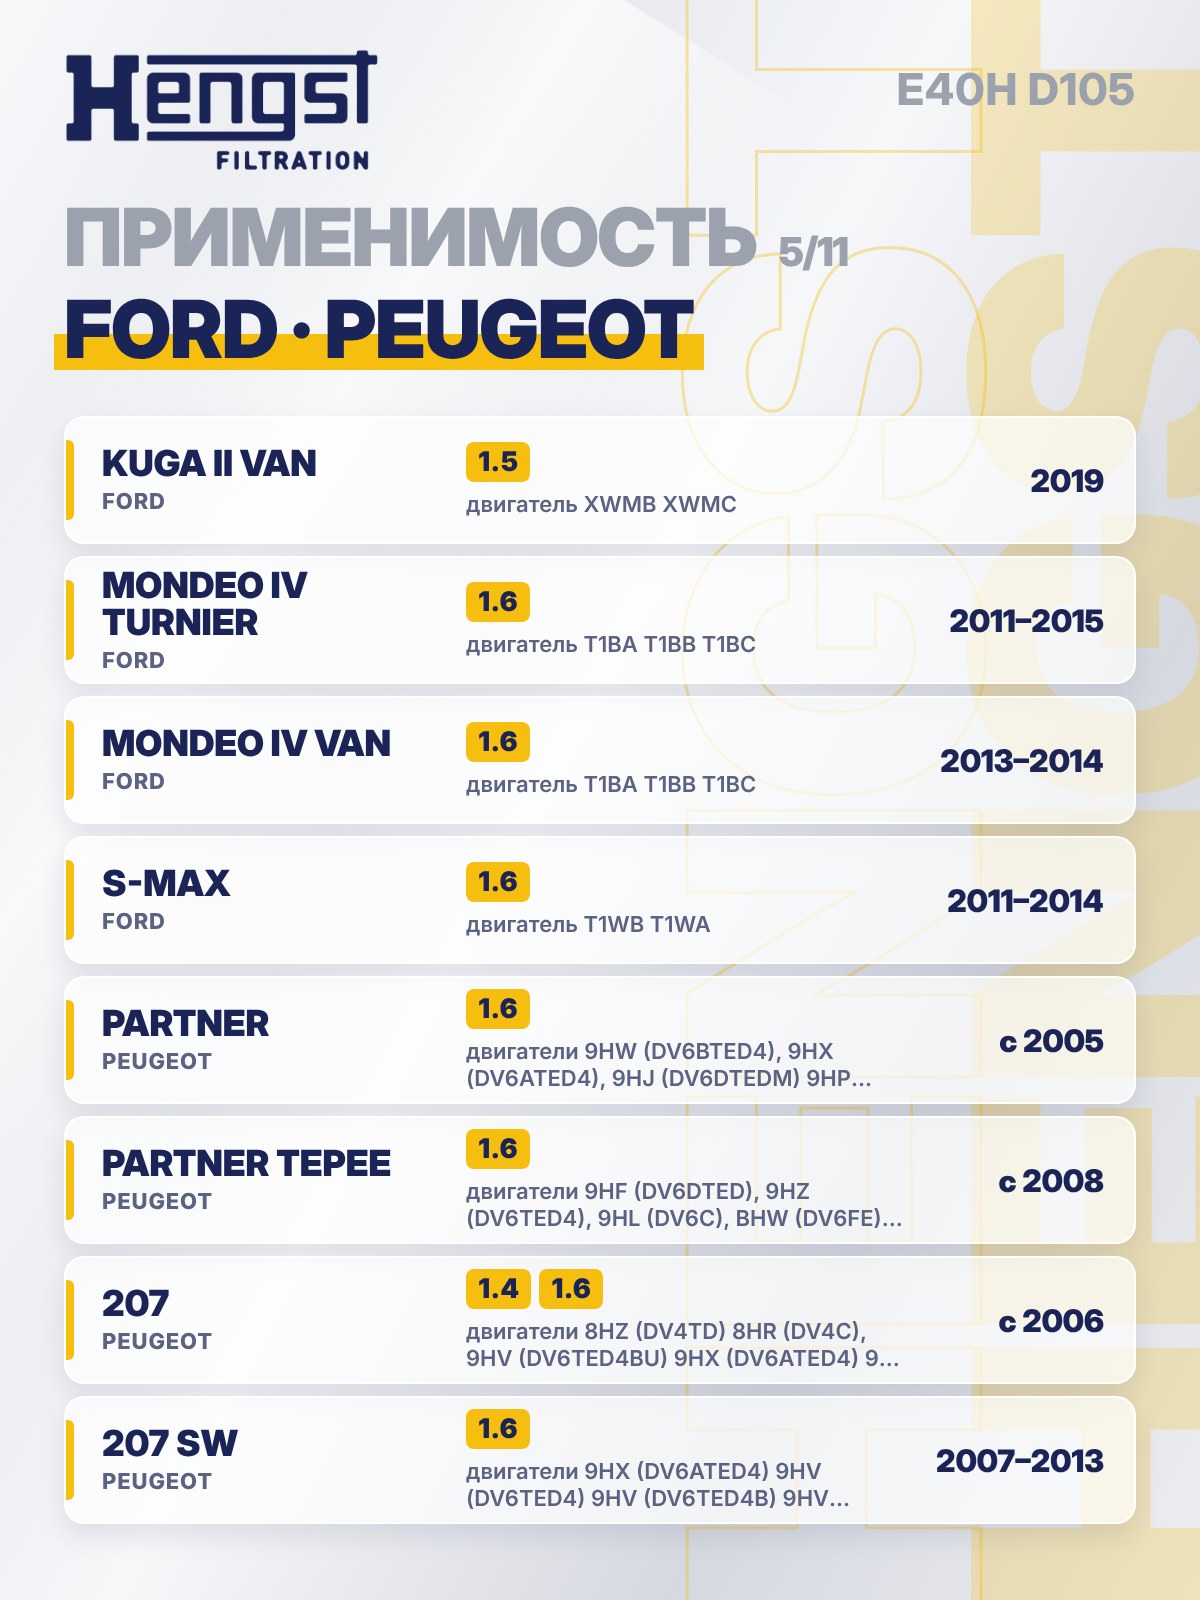 Hengst
FILTRATION
E40H D105
ПРИМЕНИМОСТЬ 5/11
FORD · PEUGEOT
KUGA II VAN
FORD
1.5
двигатель XWMB XWMC
2019
MONDEO IV
TURNIER
FORD
1.6
двигатель T1BA T1BB T1BC
2011–2015
MONDEO IV VAN
FORD
1.6
двигатель T1BA T1BB T1BC
2013–2014
S-MAX
FORD
1.6
двигатель T1WB T1WA
2011–2014
PARTNER
PEUGEOT
1.6
двигатели 9HW (DV6BTED4), 9HX
(DV6ATED4), 9HJ (DV6DTEDM) 9HP...
с 2005
PARTNER TEPEE
PEUGEOT
1.6
двигатели 9HF (DV6DTED), 9HZ
(DV6TED4), 9HL (DV6C), BHW (DV6FE)...
с 2008
207
PEUGEOT
1.4 1.6
двигатели 8HZ (DV4TD) 8HR (DV4C),
9HV (DV6TED4BU) 9HX (DV6ATED4) 9...
с 2006
207 SW
PEUGEOT
1.6
двигатели 9HX (DV6ATED4) 9HV
(DV6TED4) 9HV (DV6TED4B) 9HV...
2007–2013
HENGST
HENGST